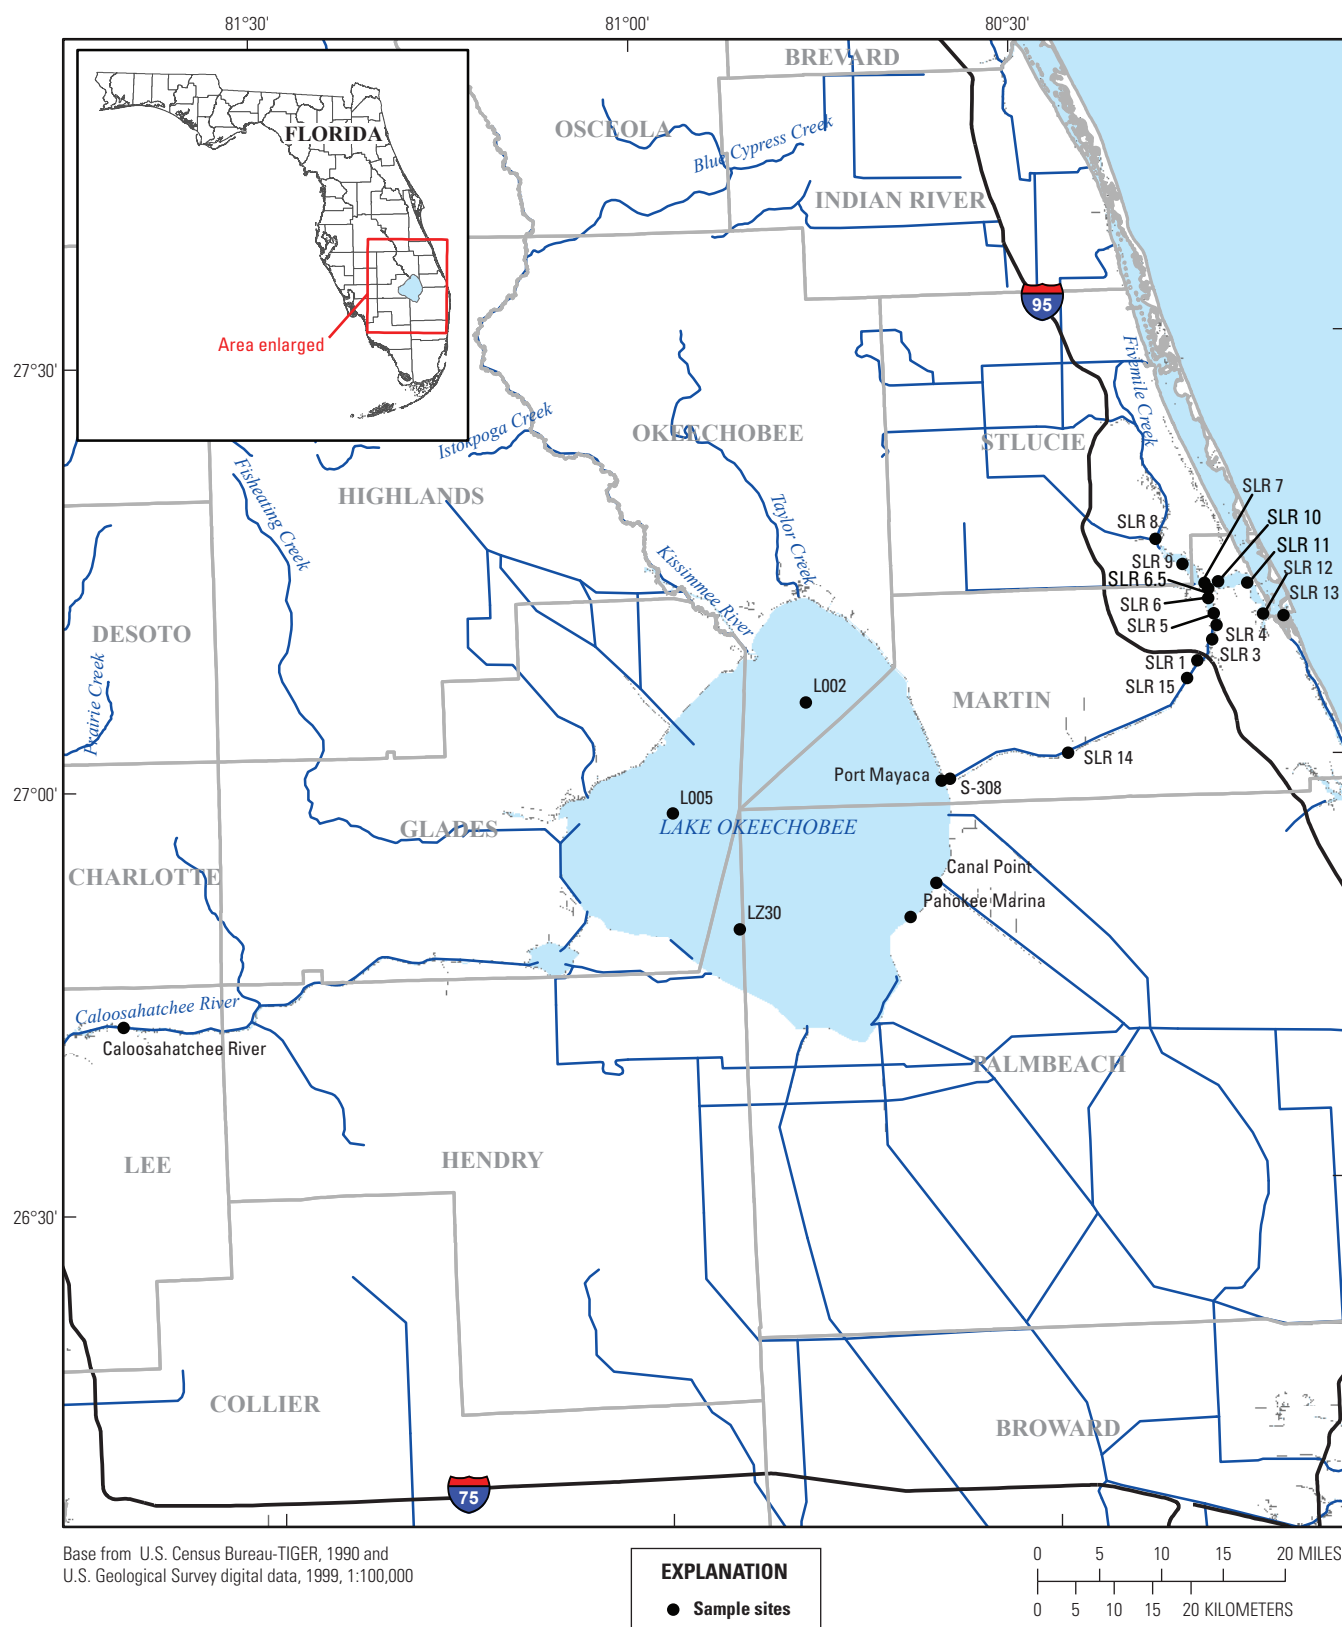 81°30'
81°00'
80°30'
BREVARD
FLORIDA
OSCEOLA
Blue Cypress Creek
INDIAN RIVER
95
Area enlarged
Fivemile Creek
27°30'
Istokpoga Creek
OKEECHOBEE
STLUCIE
Fisheating Creek
HIGHLANDS
Taylor Creek
SLR 7
SLR 10
SLR 8
SLR 11
SLR 9
SLR 12
SLR 6.5
SLR 13
Kissimmee River
SLR 6
SLR 5
SLR 4
DESOTO
SLR 3
SLR 1
SLR 15
Prairie Creek
L002
MARTIN
SLR 14
Port Mayaca
S-308
27°00'
L005
LAKE OKEECHOBEE
GLADES
CHARLOTTE
Canal Point
Pahokee Marina
LZ30
Caloosahatchee River
Caloosahatchee River
PALMBEACH
LEE
HENDRY
26°30'
COLLIER
BROWARD
75
Base from U.S. Census Bureau-TIGER, 1990 and
U.S. Geological Survey digital data, 1999, 1:100,000
EXPLANATION
Sample sites
0 5 10 15 20 MILES
0 5 10 15 20 KILOMETERS